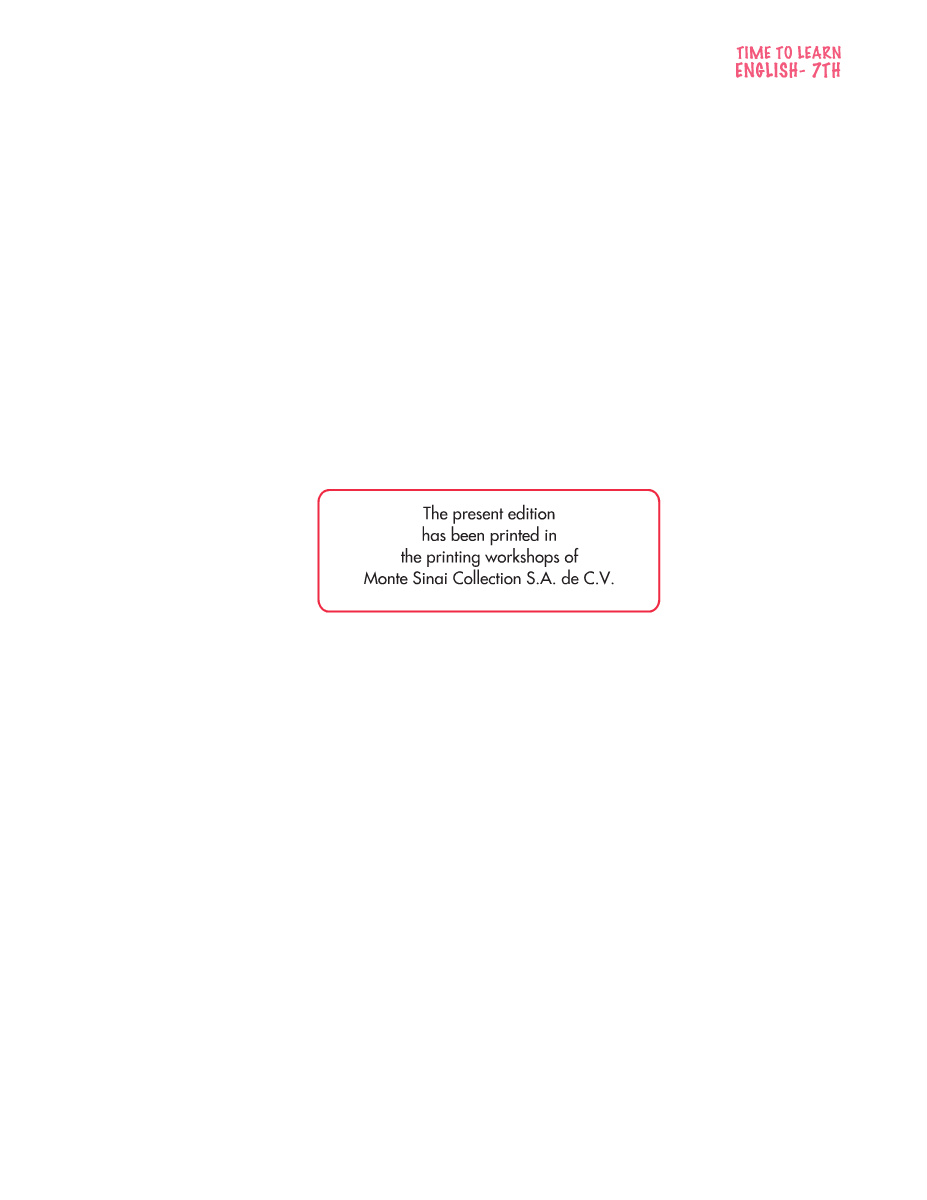 TIME TO LEARN
ENGLISH- 7TH
The present edition
has been printed in
the printing workshops of
Monte Sinai Collection S.A. de C.V.